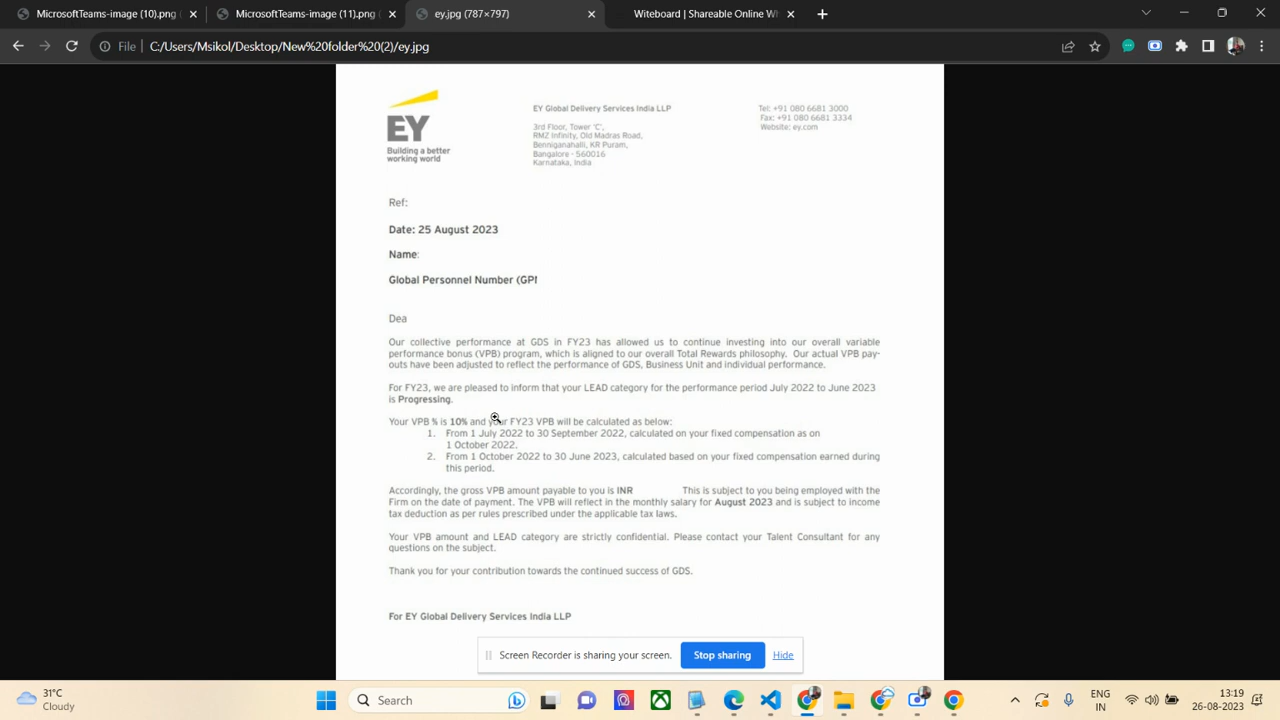 MicrosoftTeams-image (10).png (
MicrosoftTeams-image (11).png (
ey.jpg (787×797)
Witeboard | Shareable Online Wh
File
C:/Users/Msikol/Desktop/New%20folder%20(2)/ey.jpg
EY
Building a better
working world
EY Global Delivery Services India LLP
3rd Floor, Tower 'C',
RMZ Infinity, Old Madras Road,
Benniganahalli, KR Puram,
Bangalore - 560016
Karnataka, India
Tel: +91 080 6681 3000
Fax: +91 080 6681 3334
Website: ey.com
Ref:
Date: 25 August 2023
Name:
Global Personnel Number (GPN
Dea
Our collective performance at GDS in FY23 has allowed us to continue investing into our overall variable
performance bonus (VPB) program, which is aligned to our overall Total Rewards philosophy. Our actual VPB pay-
outs have been adjusted to reflect the performance of GDS, Business Unit and individual performance.
For FY23, we are pleased to inform that your LEAD category for the performance period July 2022 to June 2023
is Progressing.
Your VPB % is 10% and your FY23 VPB will be calculated as below:
1. From 1 July 2022 to 30 September 2022, calculated on your fixed compensation as on
1 October 2022.
2. From 1 October 2022 to 30 June 2023, calculated based on your fixed compensation earned during
this period.
Accordingly, the gross VPB amount payable to you is INR This is subject to you being employed with the
Firm on the date of payment. The VPB will reflect in the monthly salary for August 2023 and is subject to income
tax deduction as per rules prescribed under the applicable tax laws.
Your VPB amount and LEAD category are strictly confidential. Please contact your Talent Consultant for any
questions on the subject.
Thank you for your contribution towards the continued success of GDS.
For EY Global Delivery Services India LLP
Screen Recorder is sharing your screen.
Stop sharing
Hide
31°C
Cloudy
Search
ENG
IN
13:19
26-08-2023